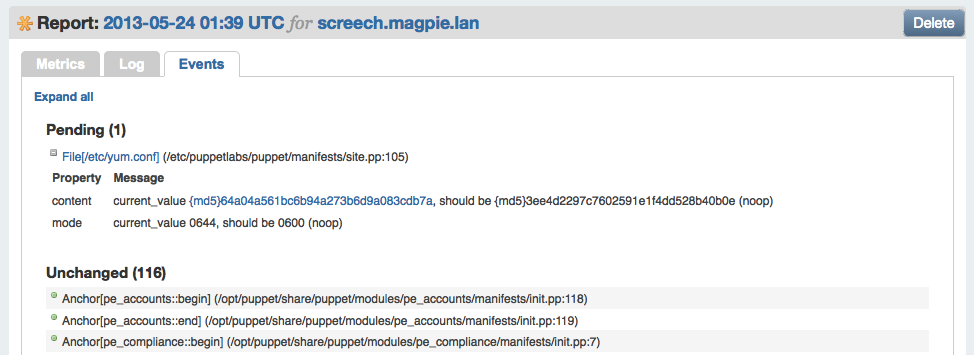 Report: 2013-05-24 01:39 UTC for screech.magpie.lan
Delete
Metrics
Log
Events
Expand all
Pending (1)
File[/etc/yum.conf] (/etc/puppetlabs/puppet/manifests/site.pp:105)
Property Message
content current_value {md5}64a04a561bc6b94a273b6d9a083cdb7a, should be {md5}3ee4d2297c7602591e1f4dd528b40b0e (noop)
mode current_value 0644, should be 0600 (noop)
Unchanged (116)
Anchor[pe_accounts::begin] (/opt/puppet/share/puppet/modules/pe_accounts/manifests/init.pp:118)
Anchor[pe_accounts::end] (/opt/puppet/share/puppet/modules/pe_accounts/manifests/init.pp:119)
Anchor[pe_compliance::begin] (/opt/puppet/share/puppet/modules/pe_compliance/manifests/init.pp:7)